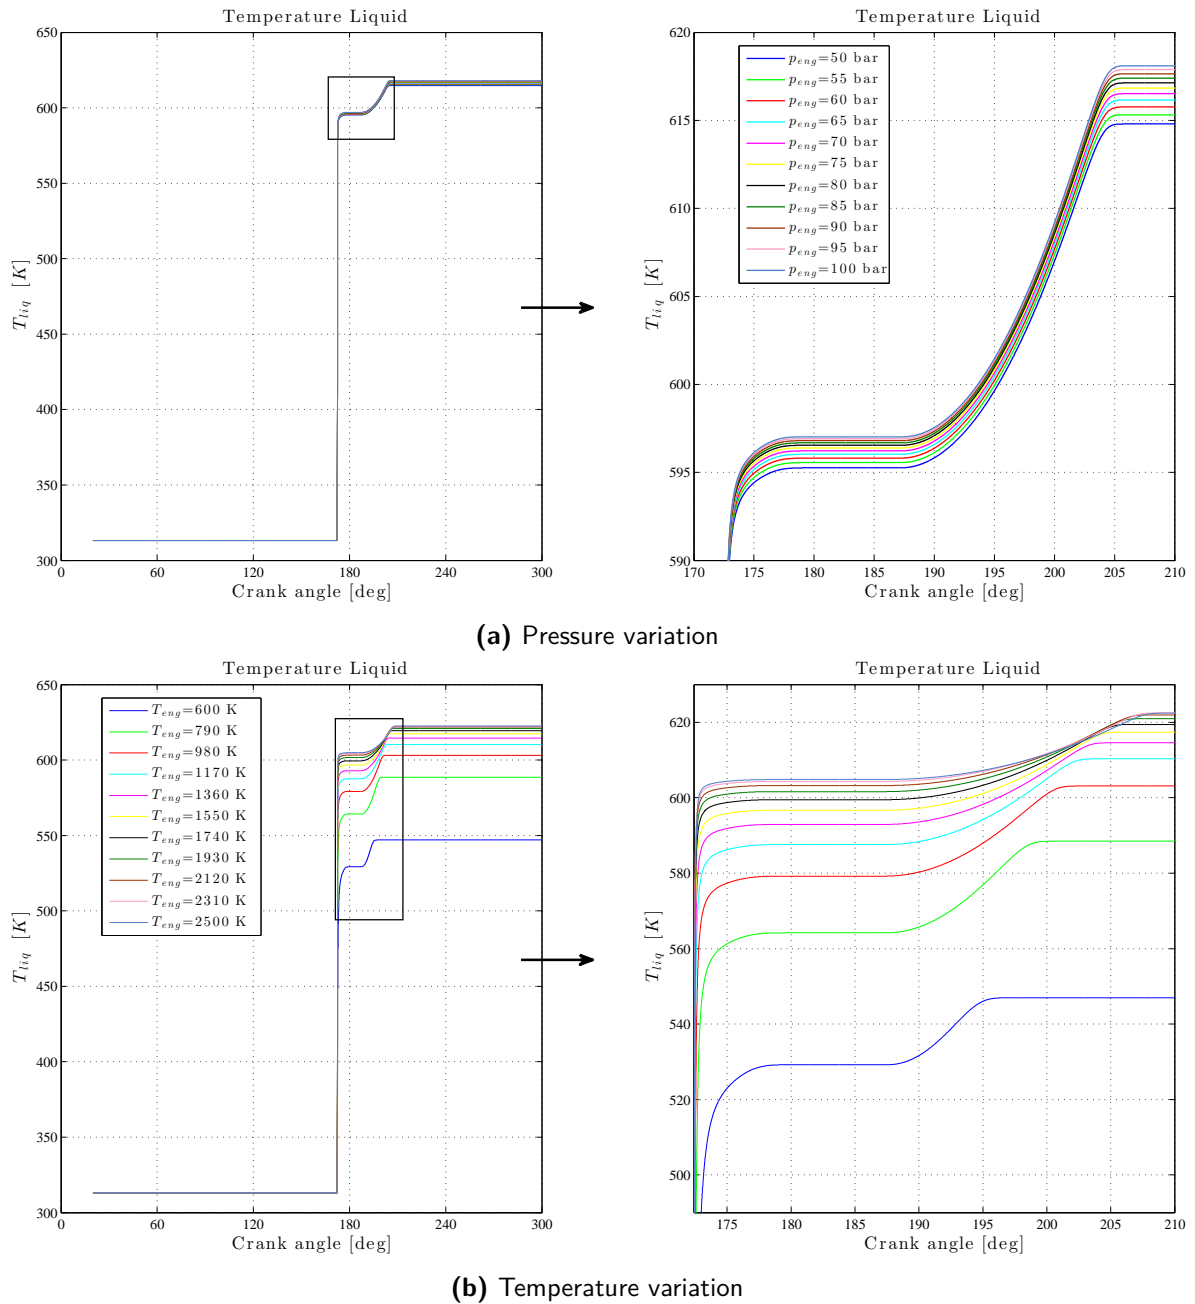 Temperature Liquid
650
600
550
500
450
400
350
300
0
60
120
180
240
300
T_liq [K]
Crank angle [deg]
Temperature Liquid
620
615
610
605
600
595
590
170
175
180
185
190
195
200
205
210
T_liq [K]
Crank angle [deg]
p_eng=50 bar
p_eng=55 bar
p_eng=60 bar
p_eng=65 bar
p_eng=70 bar
p_eng=75 bar
p_eng=80 bar
p_eng=85 bar
p_eng=90 bar
p_eng=95 bar
p_eng=100 bar
(a) Pressure variation
Temperature Liquid
650
600
550
500
450
400
350
300
0
60
120
180
240
300
T_liq [K]
Crank angle [deg]
T_eng=600 K
T_eng=790 K
T_eng=980 K
T_eng=1170 K
T_eng=1360 K
T_eng=1550 K
T_eng=1740 K
T_eng=1930 K
T_eng=2120 K
T_eng=2310 K
T_eng=2500 K
Temperature Liquid
620
600
580
560
540
520
500
175
180
185
190
195
200
205
210
T_liq [K]
Crank angle [deg]
(b) Temperature variation